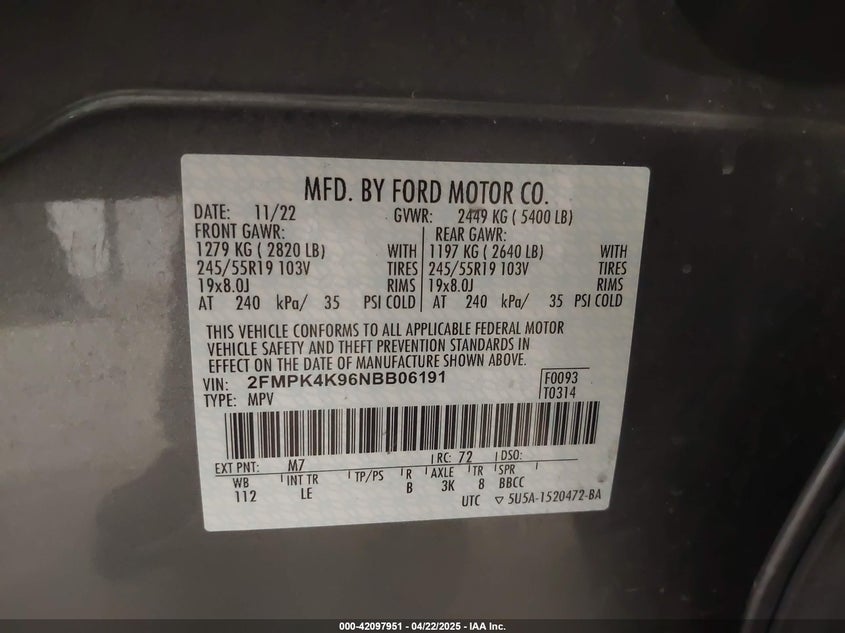 MFD. BY FORD MOTOR CO.
DATE: 11/22 GVWR: 2449 KG ( 5400 LB)
FRONT GAWR: REAR GAWR:
1279 KG ( 2820 LB) WITH 1197 KG ( 2640 LB) WITH
245/55R19 103V TIRES 245/55R19 103V TIRES
19x8.0J RIMS 19x8.0J RIMS
AT 240 kPa/ 35 PSI COLD AT 240 kPa/ 35 PSI COLD
THIS VEHICLE CONFORMS TO ALL APPLICABLE FEDERAL MOTOR
VEHICLE SAFETY AND THEFT PREVENTION STANDARDS IN
EFFECT ON THE DATE OF MANUFACTURE SHOWN ABOVE.
VIN: 2FMPK4K96NBB06191 F0093
TYPE: MPV T0314
EXT PNT: M7 RC: 72 DSO:
WB INT TR TP/PS R AXLE TR SPR
112 LE B 3K 8 BBCC
UTC ▽ 5U5A-1520472-BA
000-42097951 | 04/22/2025 - IAA Inc.